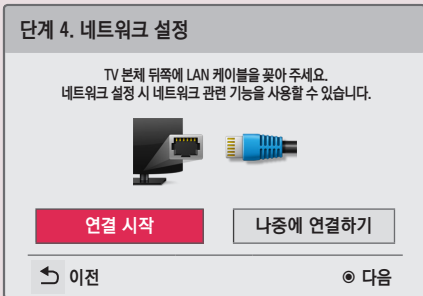 단계 4. 네트워크 설정
TV 본체 뒤쪽에 LAN 케이블을 꽂아 주세요.
네트워크 설정 시 네트워크 관련 기능을 사용할 수 있습니다.
연결 시작
나중에 연결하기
이전
다음